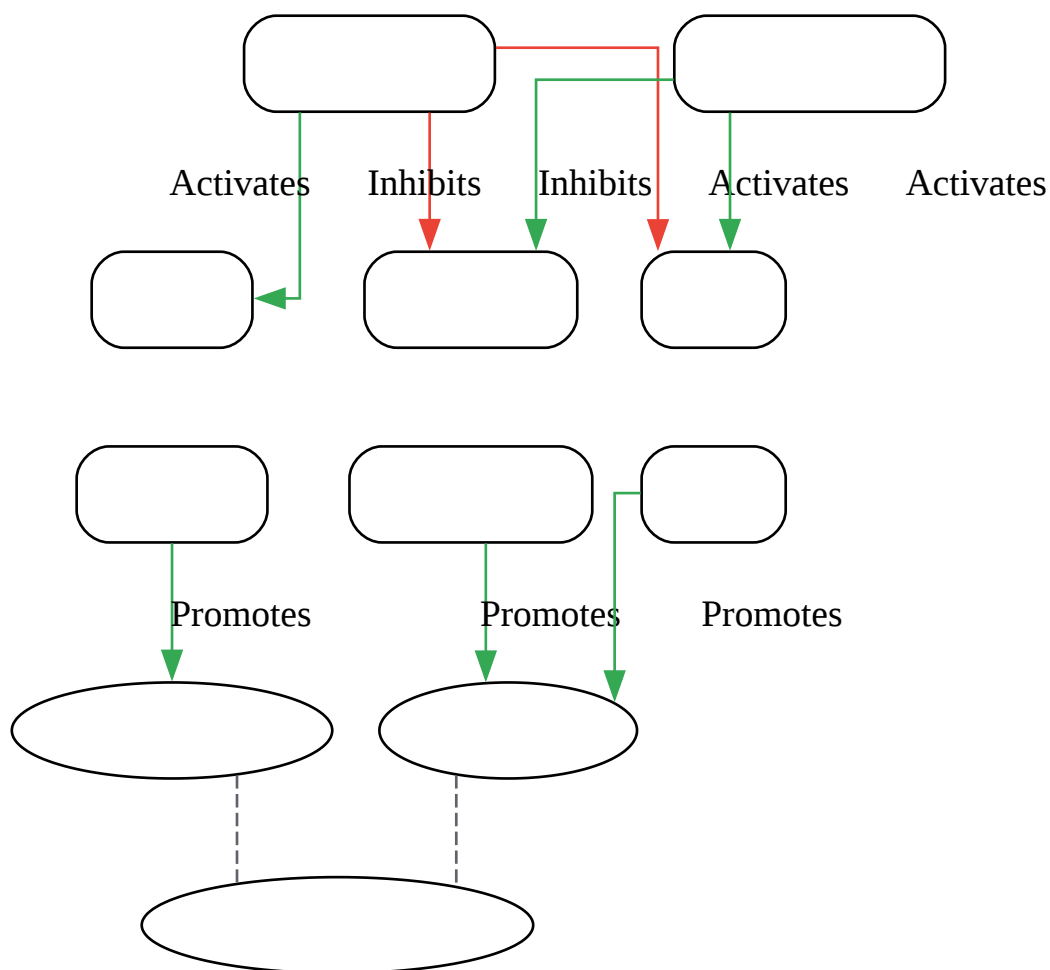 Activates
Inhibits
Inhibits
Activates
Activates
Promotes
Promotes
Promotes